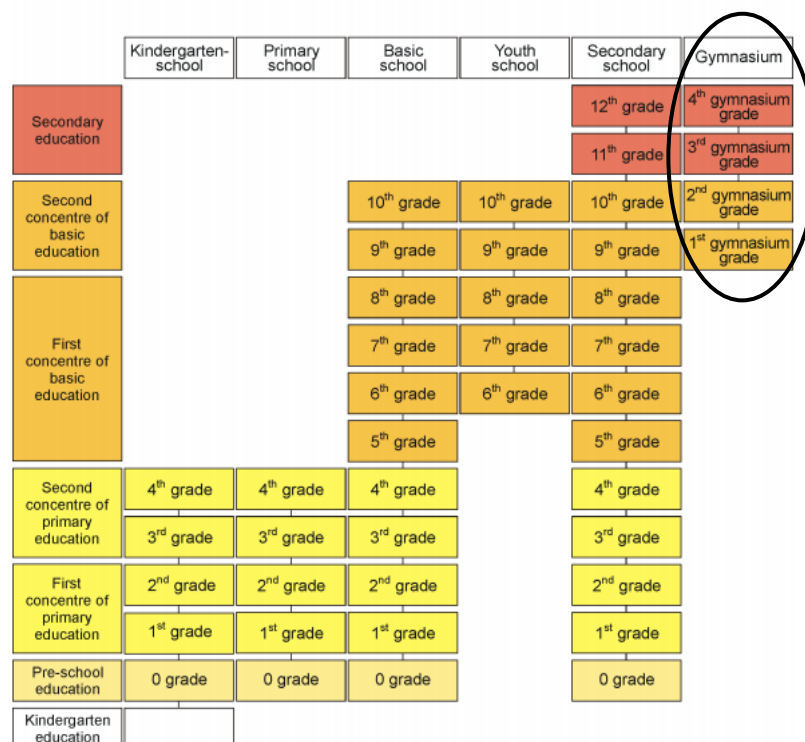 Kindergarten-
school
Primary
school
Basic
school
Youth
school
Secondary
school
Gymnasium
Secondary
education
12th grade
4th gymnasium
grade
11th grade
3rd gymnasium
grade
Second
concentre of
basic
education
10th grade
10th grade
10th grade
2nd gymnasium
grade
9th grade
9th grade
9th grade
1st gymnasium
grade
First
concentre of
basic
education
8th grade
8th grade
8th grade
7th grade
7th grade
7th grade
6th grade
6th grade
6th grade
5th grade
5th grade
Second
concentre of
primary
education
4th grade
4th grade
4th grade
4th grade
3rd grade
3rd grade
3rd grade
3rd grade
First
concentre of
primary
education
2nd grade
2nd grade
2nd grade
2nd grade
1st grade
1st grade
1st grade
1st grade
Pre-school
education
0 grade
0 grade
0 grade
0 grade
Kindergarten
education